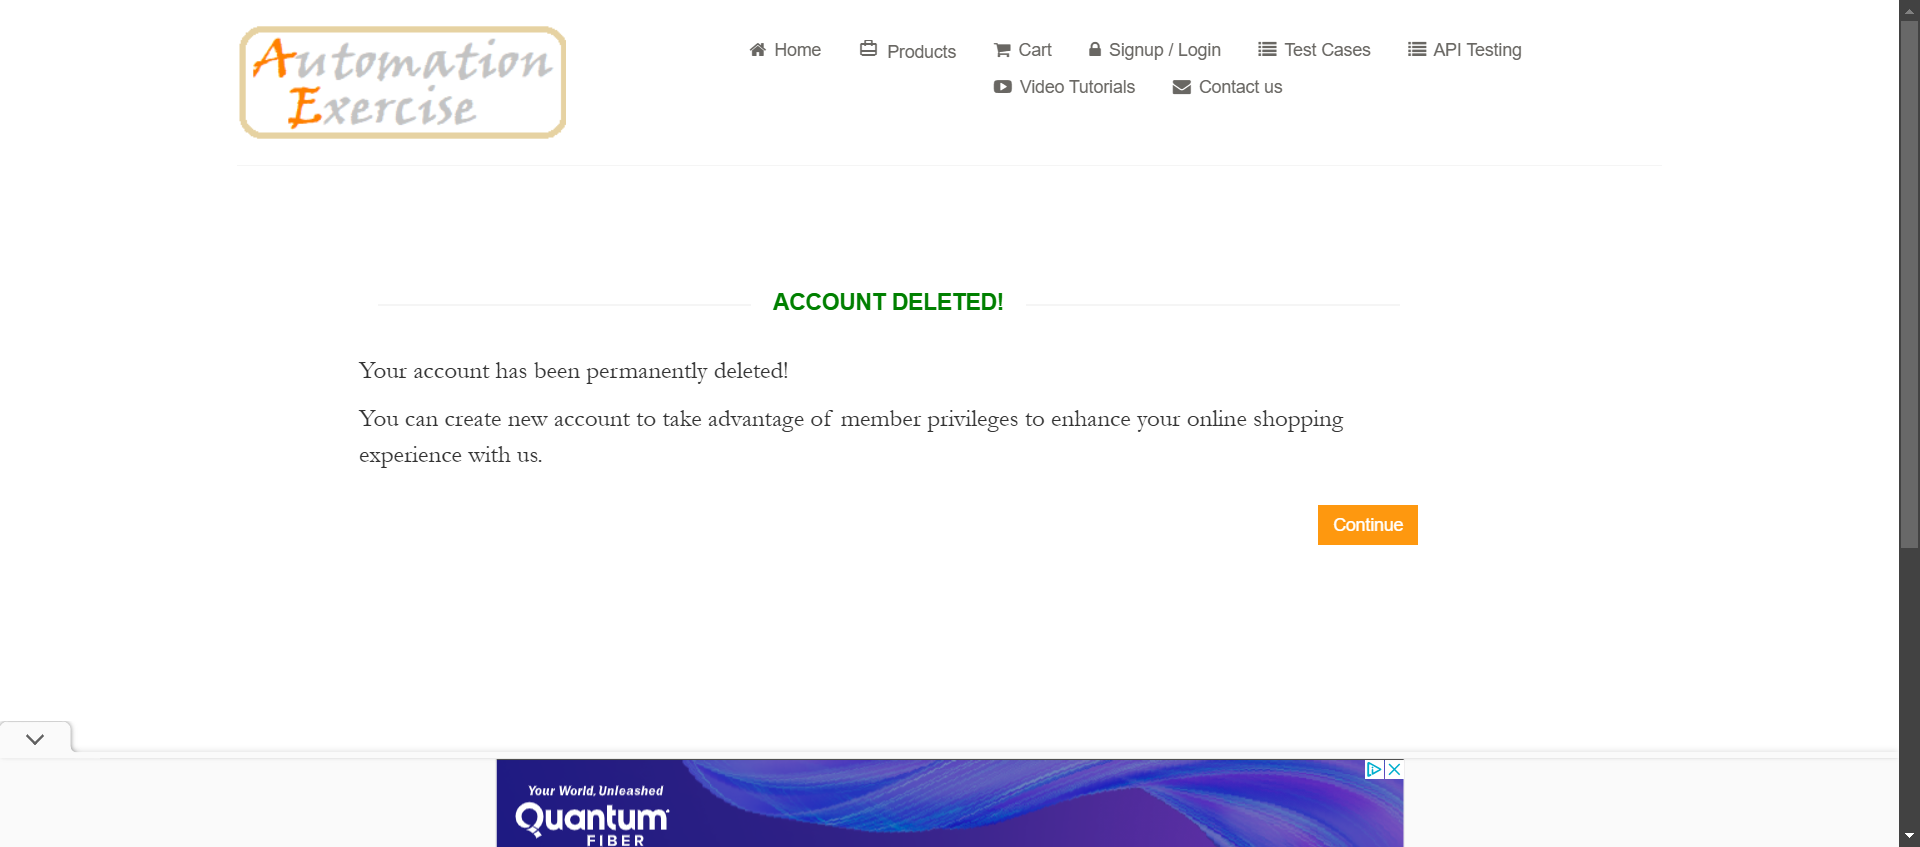 Automation
Exercise
Home
Products
Cart
Signup / Login
Test Cases
API Testing
Video Tutorials
Contact us
ACCOUNT DELETED!
Your account has been permanently deleted!
You can create new account to take advantage of member privileges to enhance your online shopping
experience with us.
Continue
Your World, Unleashed
Quantum
FIBER